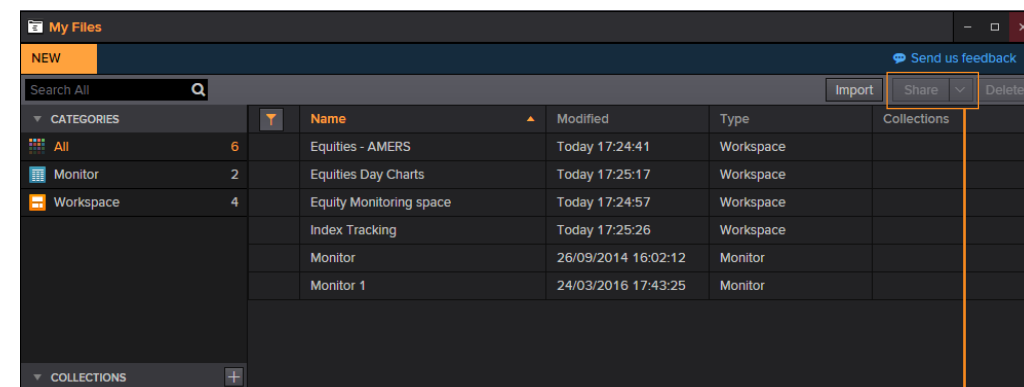 My Files
NEW
Send us feedback
Search All
Import
Share
Delete
CATEGORIES
Name
Modified
Type
Collections
All 6
Equities - AMERS Today 17:24:41 Workspace
Monitor 2
Equities Day Charts Today 17:25:17 Workspace
Workspace 4
Equity Monitoring space Today 17:24:57 Workspace
Index Tracking Today 17:25:26 Workspace
Monitor 26/09/2014 16:02:12 Monitor
Monitor 1 24/03/2016 17:43:25 Monitor
COLLECTIONS